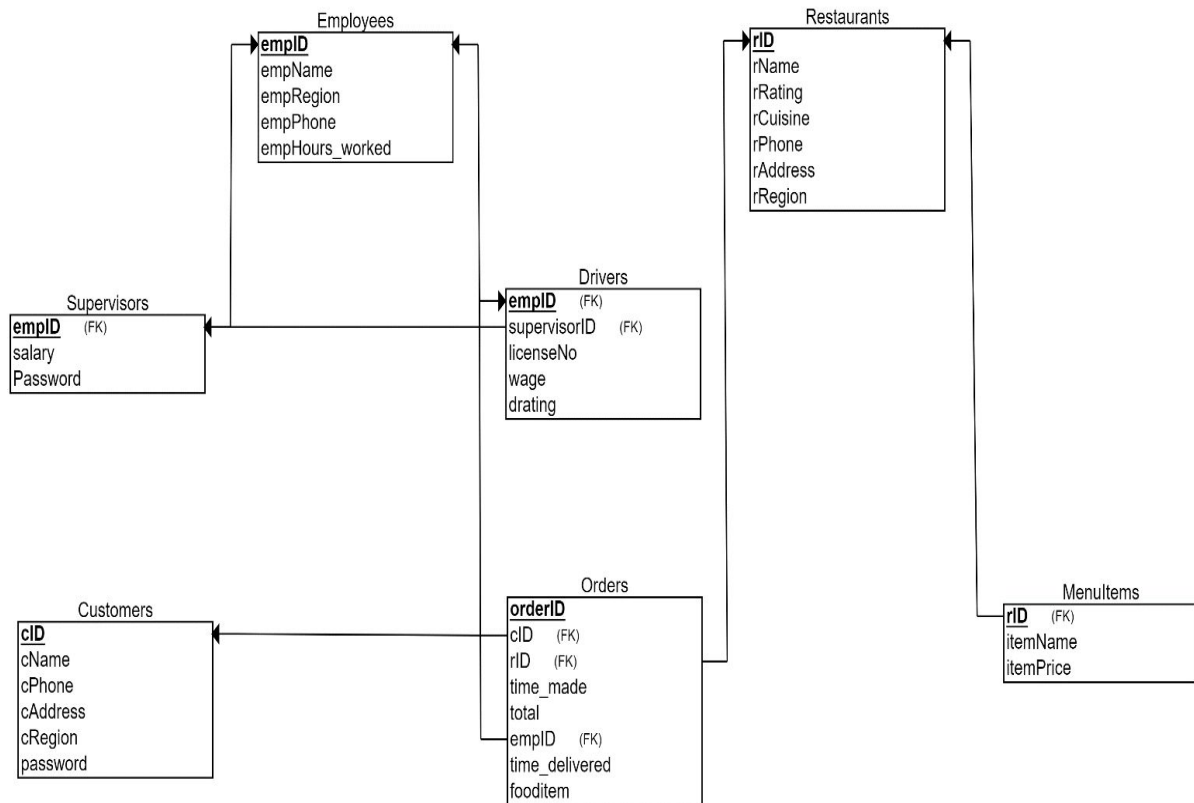 Employees
empID
empName
empRegion
empPhone
empHours_worked
Restaurants
rID
rName
rRating
rCuisine
rPhone
rAddress
rRegion
Supervisors
empID (FK)
salary
Password
Drivers
empID (FK)
supervisorID (FK)
licenseNo
wage
drating
Customers
cID
cName
cPhone
cAddress
cRegion
password
Orders
orderID
cID (FK)
rID (FK)
time_made
total
empID (FK)
time_delivered
fooditem
MenuItems
rID (FK)
itemName
itemPrice